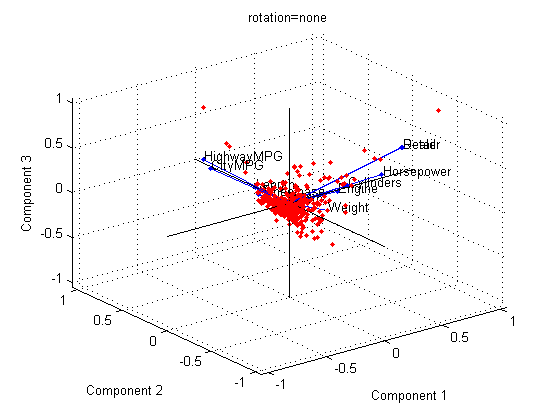 rotation=none
1
0.5
0
-0.5
-1
Component 3
HighwayMPG
CityMPG
Retail
Horsepower
Cylinders
Engine
Length
Weight
1
0.5
0
-0.5
-1
Component 2
-1
-0.5
0
0.5
1
Component 1